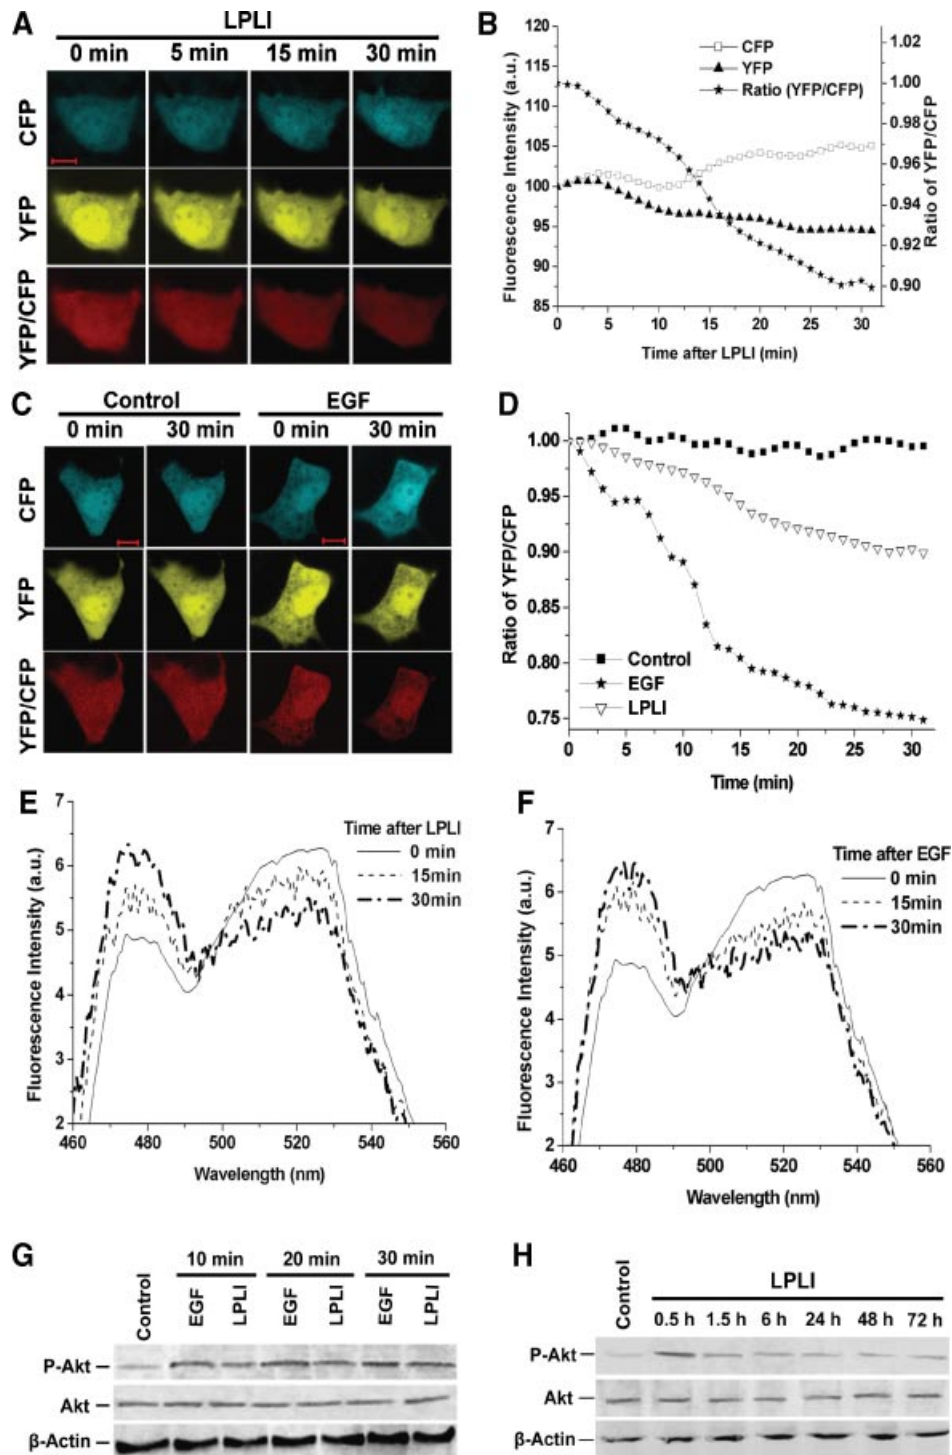 A
LPLI
0 min 5 min 15 min 30 min
CFP
YFP
YFP/CFP
B
120
115
110
105
100
95
90
85
Fluorescence Intensity (a.u.)
CFP
YFP
Ratio (YFP/CFP)
1.02
1.00
0.98
0.96
0.94
0.92
0.90
Ratio of YFP/CFP
0 5 10 15 20 25 30
Time after LPLI (min)
C
Control EGF
0 min 30 min 0 min 30 min
CFP
YFP
YFP/CFP
D
1.00
0.95
0.90
0.85
0.80
0.75
Ratio of YFP/CFP
Control
EGF
LPLI
0 5 10 15 20 25 30
Time (min)
E
7
6
5
4
3
2
Fluorescence Intensity (a.u.)
Time after LPLI
0 min
15min
30min
460 480 500 520 540 560
Wavelength (nm)
F
7
6
5
4
3
2
Fluorescence Intensity (a.u.)
Time after EGF
0 min
15min
30min
460 480 500 520 540 560
Wavelength (nm)
G
10 min 20 min 30 min
Control EGF LPLI EGF LPLI EGF LPLI
P-Akt
Akt
β-Actin
H
LPLI
Control 0.5 h 1.5 h 6 h 24 h 48 h 72 h
P-Akt
Akt
β-Actin